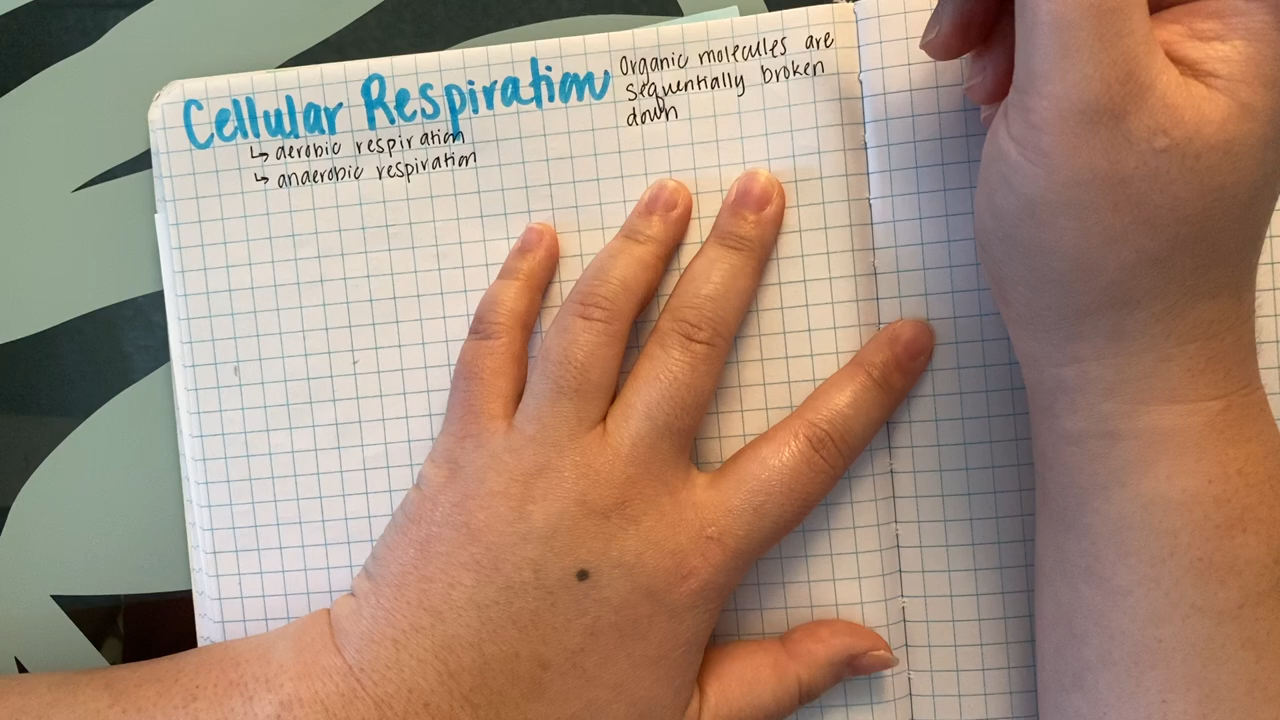 Cellular Respiration
↳ aerobic respiration
↳ anaerobic respiration
Organic molecules are
sequentially broken
down